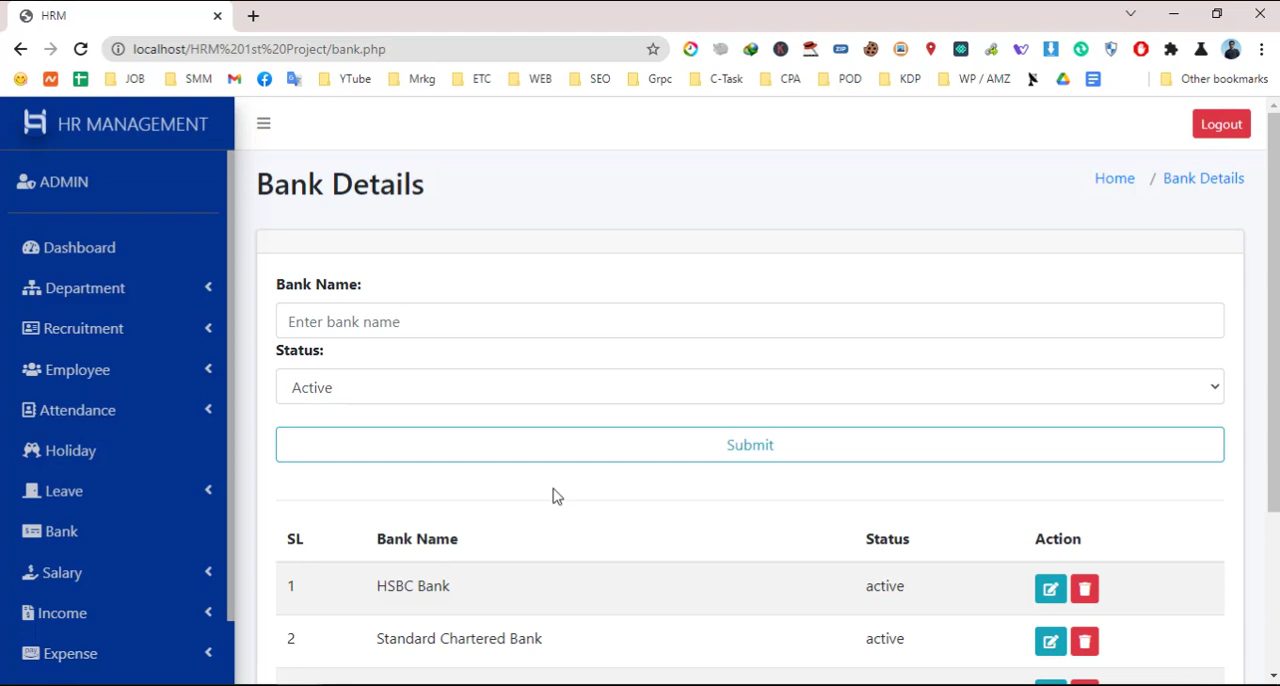 HRM
localhost/HRM%201st%20Project/bank.php
JOB SMM YTube Mrkg ETC WEB SEO Grpc C-Task CPA POD KDP WP / AMZ Other bookmarks
HR MANAGEMENT
Logout
ADMIN
Bank Details
Home / Bank Details
Dashboard
Department
Recruitment
Employee
Attendance
Holiday
Leave
Bank
Salary
Income
Expense
Bank Name:
Enter bank name
Status:
Active
Submit
SL Bank Name Status Action
1 HSBC Bank active
2 Standard Chartered Bank active